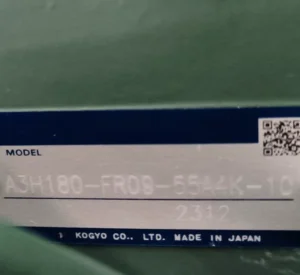 MODEL
A3H180-FR09-55A4K-10
2312
KOGYO CO., LTD. MADE IN JAPAN